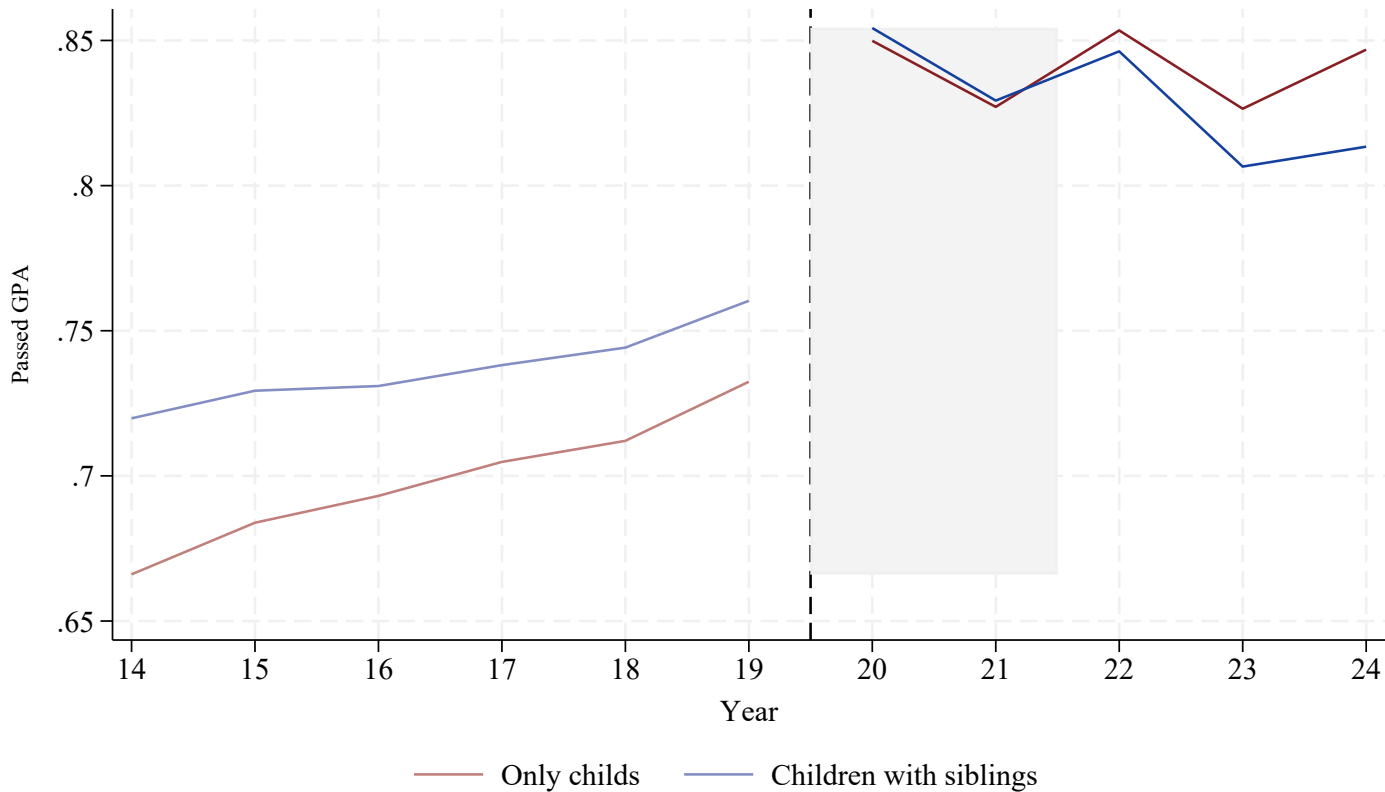 .85
.8
.75
.7
.65
Passed GPA
14 15 16 17 18 19 20 21 22 23 24
Year
Only childs Children with siblings